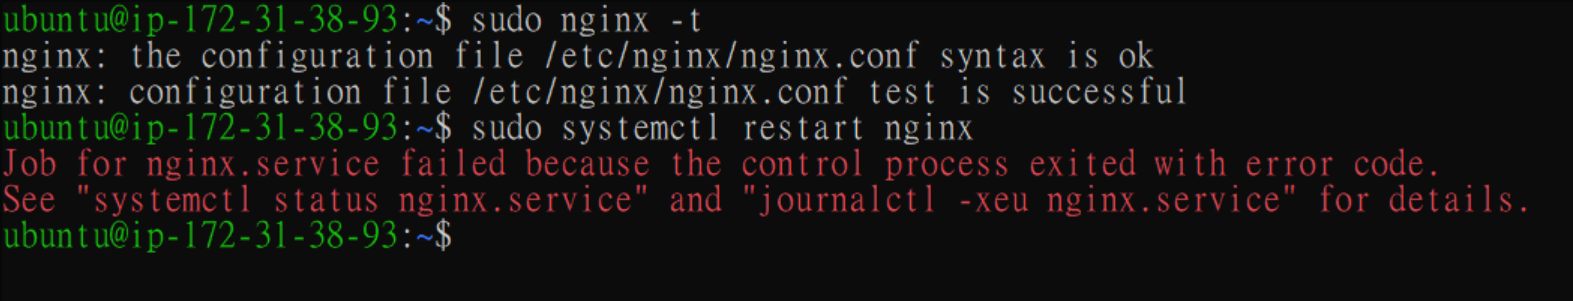 ubuntu@ip-172-31-38-93:~$ sudo nginx -t
nginx: the configuration file /etc/nginx/nginx.conf syntax is ok
nginx: configuration file /etc/nginx/nginx.conf test is successful
ubuntu@ip-172-31-38-93:~$ sudo systemctl restart nginx
Job for nginx.service failed because the control process exited with error code.
See "systemctl status nginx.service" and "journalctl -xeu nginx.service" for details.
ubuntu@ip-172-31-38-93:~$